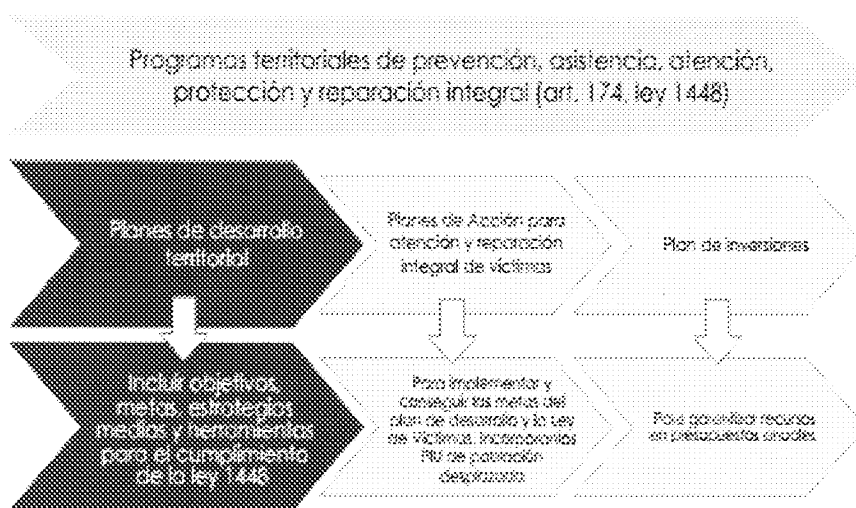 Programas territoriales de prevención, asistencia, atención,
protección y reparación integral (art. 174, ley 1448)
Planes de desarrollo
territorial
Planes de Acción para
atención y reparación
integral de víctimas
Plan de inversiones
Incluir objetivos,
metas, estrategias
medios y herramientas
para el cumplimiento
de la ley 1448
Para implementar y
conseguir las metas del
plan de desarrollo y la Ley
de Víctimas. Incorporar los
PIU de población
desplazada
Para garantizar recursos
en presupuestos anuales